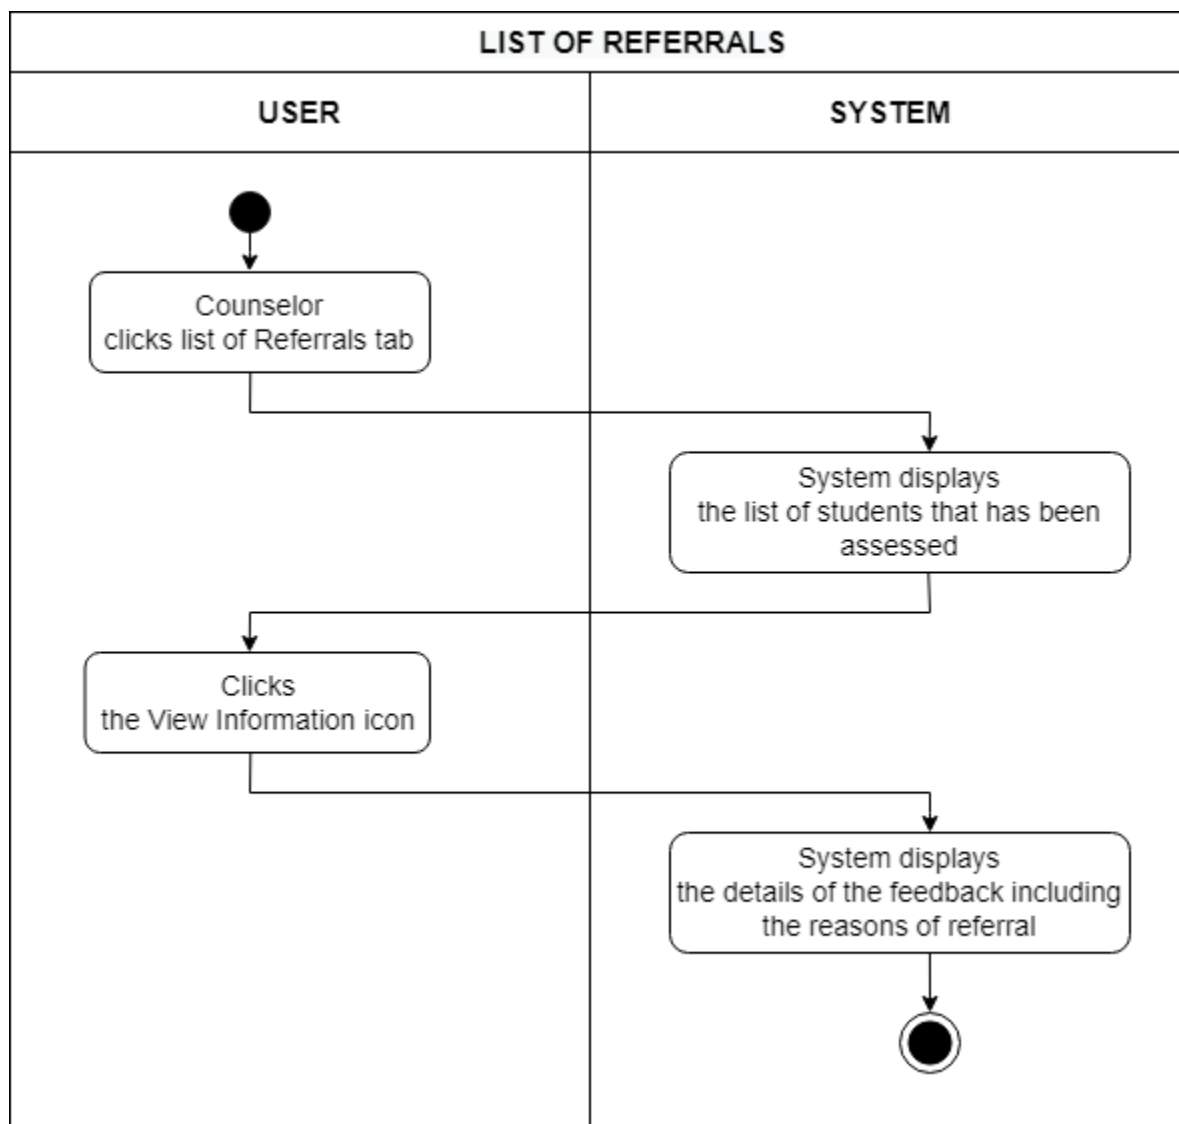 LIST OF REFERRALS
USER
SYSTEM
Counselor
clicks list of Referrals tab
System displays
the list of students that has been
assessed
Clicks
the View Information icon
System displays
the details of the feedback including
the reasons of referral